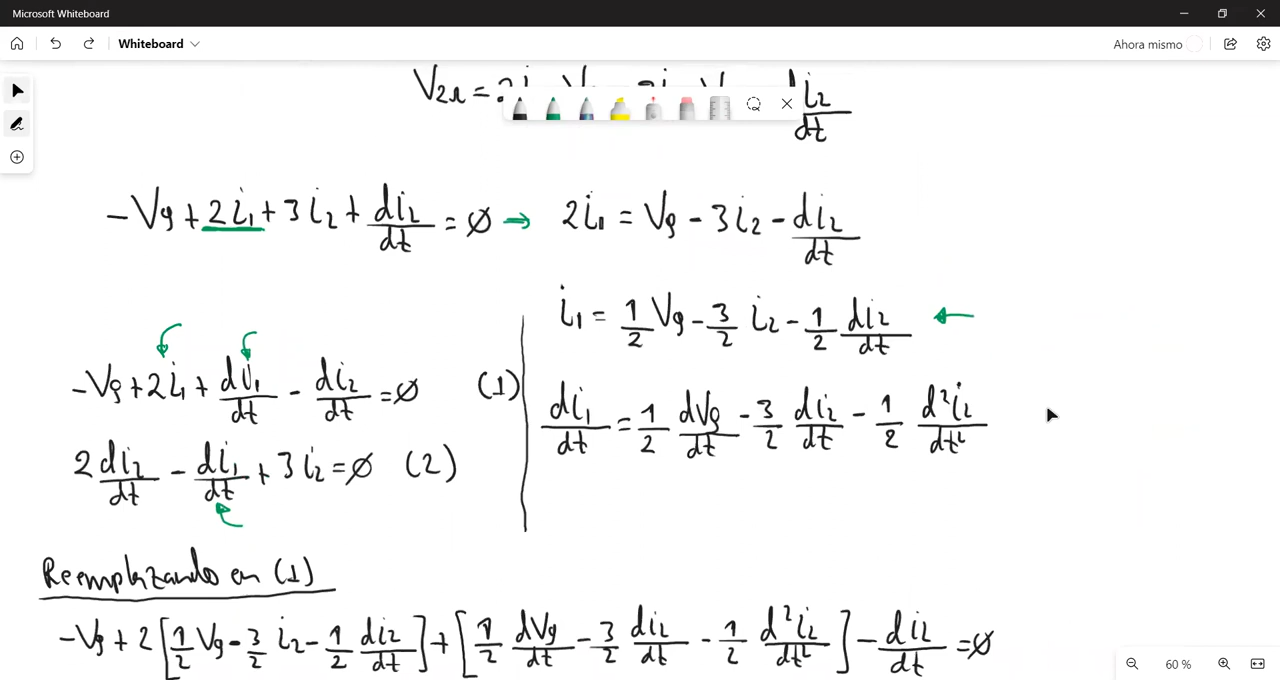 Microsoft Whiteboard
Whiteboard
Ahora mismo
V2A = di2/dt
-Vg + 2i1 + 3i2 + di2/dt = Ø → 2i1 = Vg - 3i2 - di2/dt
i1 = 1/2 Vg - 3/2 i2 - 1/2 di2/dt ←
-Vg + 2i1 + di1/dt - di2/dt = Ø (1)
di1/dt = 1/2 dVg/dt - 3/2 di2/dt - 1/2 d²i2/dt²
2 di2/dt - di1/dt + 3i2 = Ø (2)
Reemplazando en (1)
-Vg + 2[1/2 Vg - 3/2 i2 - 1/2 di2/dt] + [1/2 dVg/dt - 3/2 di2/dt - 1/2 d²i2/dt²] - di2/dt = Ø
60 %